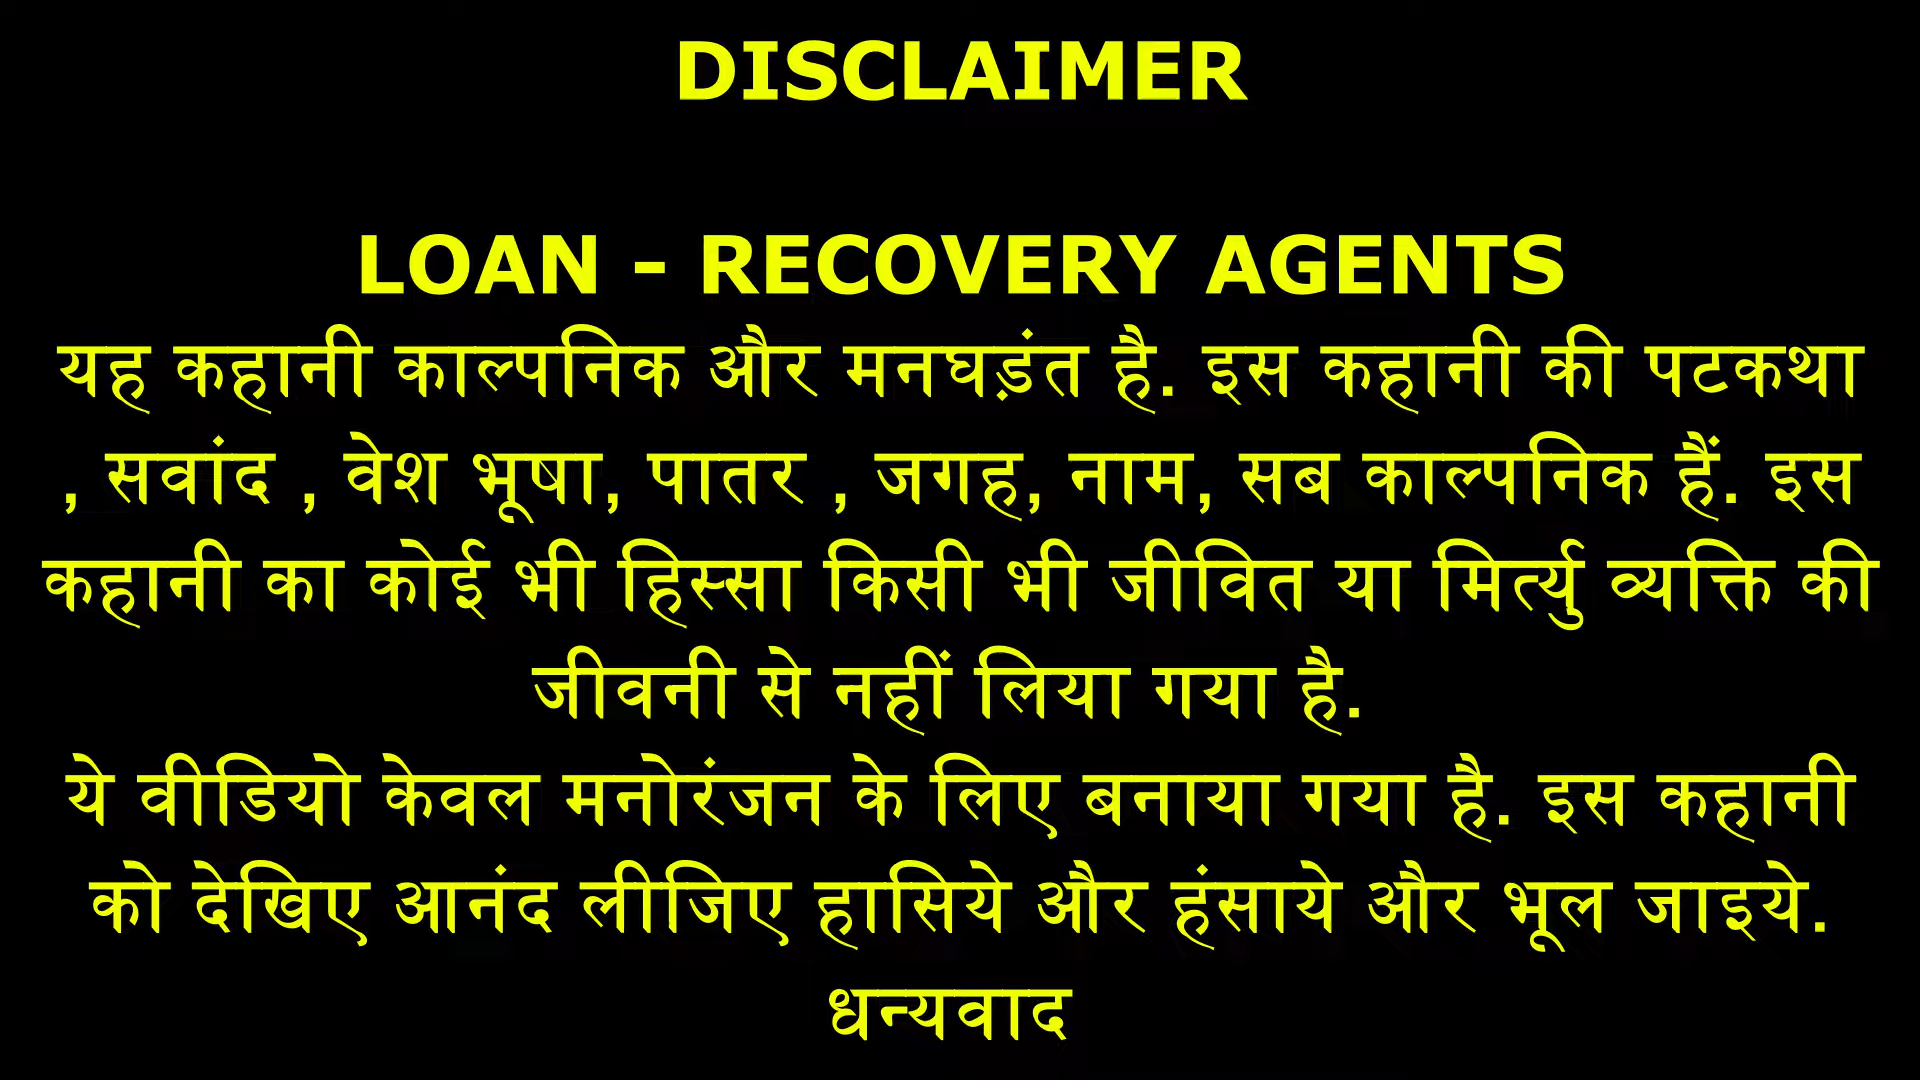 DISCLAIMER
LOAN - RECOVERY AGENTS
यह कहानी काल्पनिक और मनघड़ंत है. इस कहानी की पटकथा
, सवांद , वेश भूषा, पातर , जगह, नाम, सब काल्पनिक हैं. इस
कहानी का कोई भी हिस्सा किसी भी जीवित या मिर्त्यु व्यक्ति की
जीवनी से नहीं लिया गया है.
ये वीडियो केवल मनोरंजन के लिए बनाया गया है. इस कहानी
को देखिए आनंद लीजिए हासिये और हंसाये और भूल जाइये.
धन्यवाद